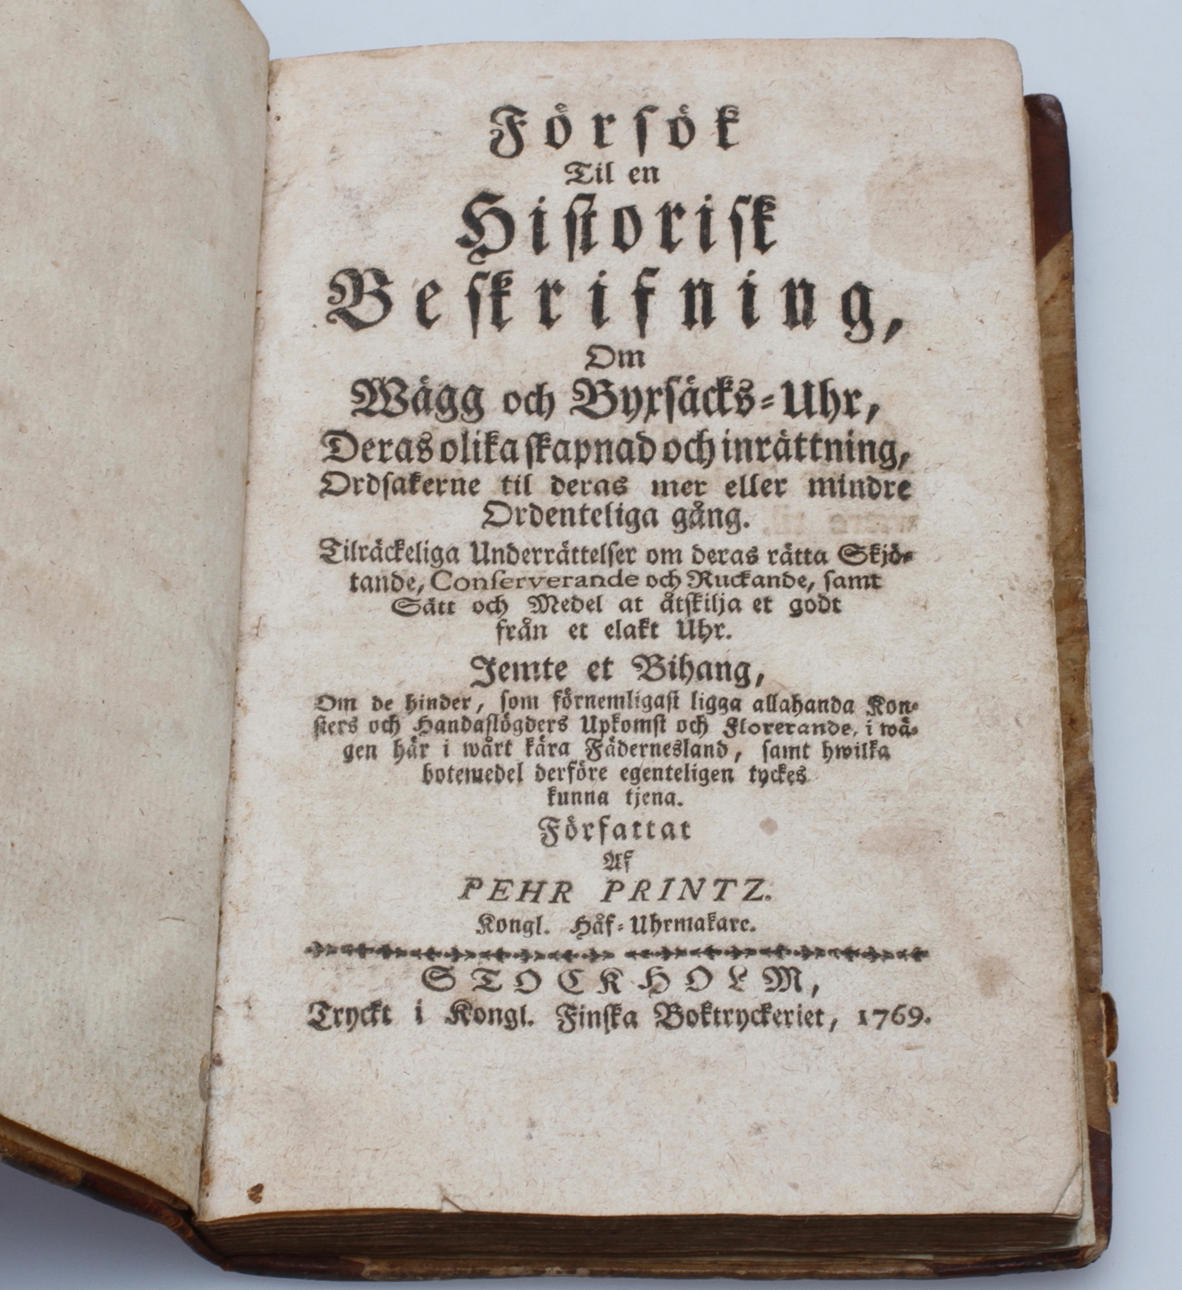 Försök
Til en
Historisk
Beskrifning,
Om
Wägg och Byxsäcks-Uhr,
Deras olika skapnad och inrättning,
Ordsakerne til deras mer eller mindre
Ordenteliga gång.
Tilräckeliga Underrättelser om deras rätta Skjö-
tande, Conserverande och Ruckande, samt
Sätt och Medel at åtskilja et godt
från et elakt Uhr.
Jemte et Bihang,
Om de hinder, som förnemligast ligga allahanda Kon-
sters och Handaslögders Upkomst och Florerande, i wä-
gen här i wårt kära Fädernesland, samt hwilka
botemedel derföre egenteligen tyckes
kunna tjena.
Författat
Af
PEHR PRINTZ.
Kongl. Håf-Uhrmakare.
STOCKHOLM,
Tryckt i Kongl. Finska Boktryckeriet, 1769.